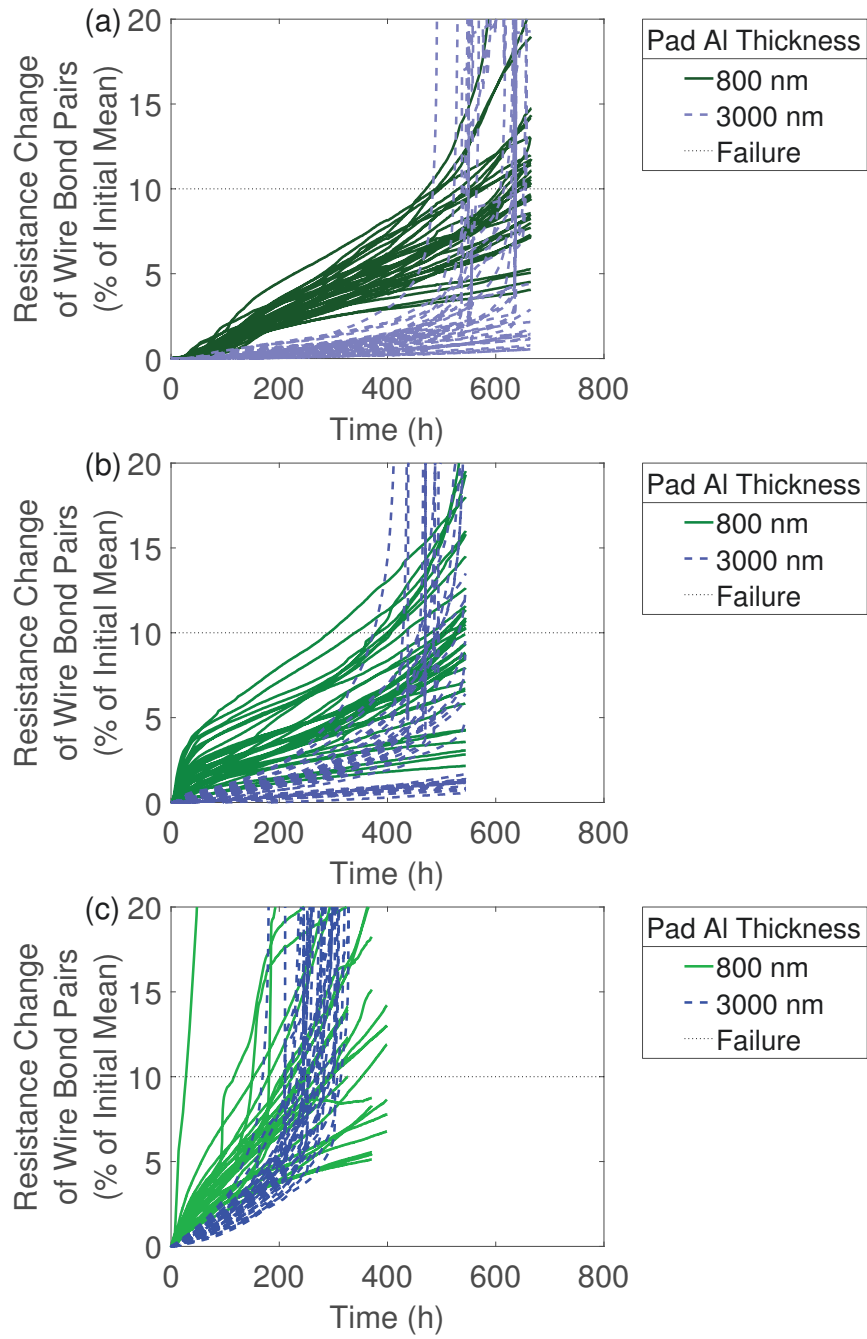 (a)
20
15
10
5
0
Resistance Change
of Wire Bond Pairs
(% of Initial Mean)
0 200 400 600 800
Time (h)
Pad Al Thickness
800 nm
3000 nm
Failure
(b)
20
15
10
5
0
Resistance Change
of Wire Bond Pairs
(% of Initial Mean)
0 200 400 600 800
Time (h)
Pad Al Thickness
800 nm
3000 nm
Failure
(c)
20
15
10
5
0
Resistance Change
of Wire Bond Pairs
(% of Initial Mean)
0 200 400 600 800
Time (h)
Pad Al Thickness
800 nm
3000 nm
Failure